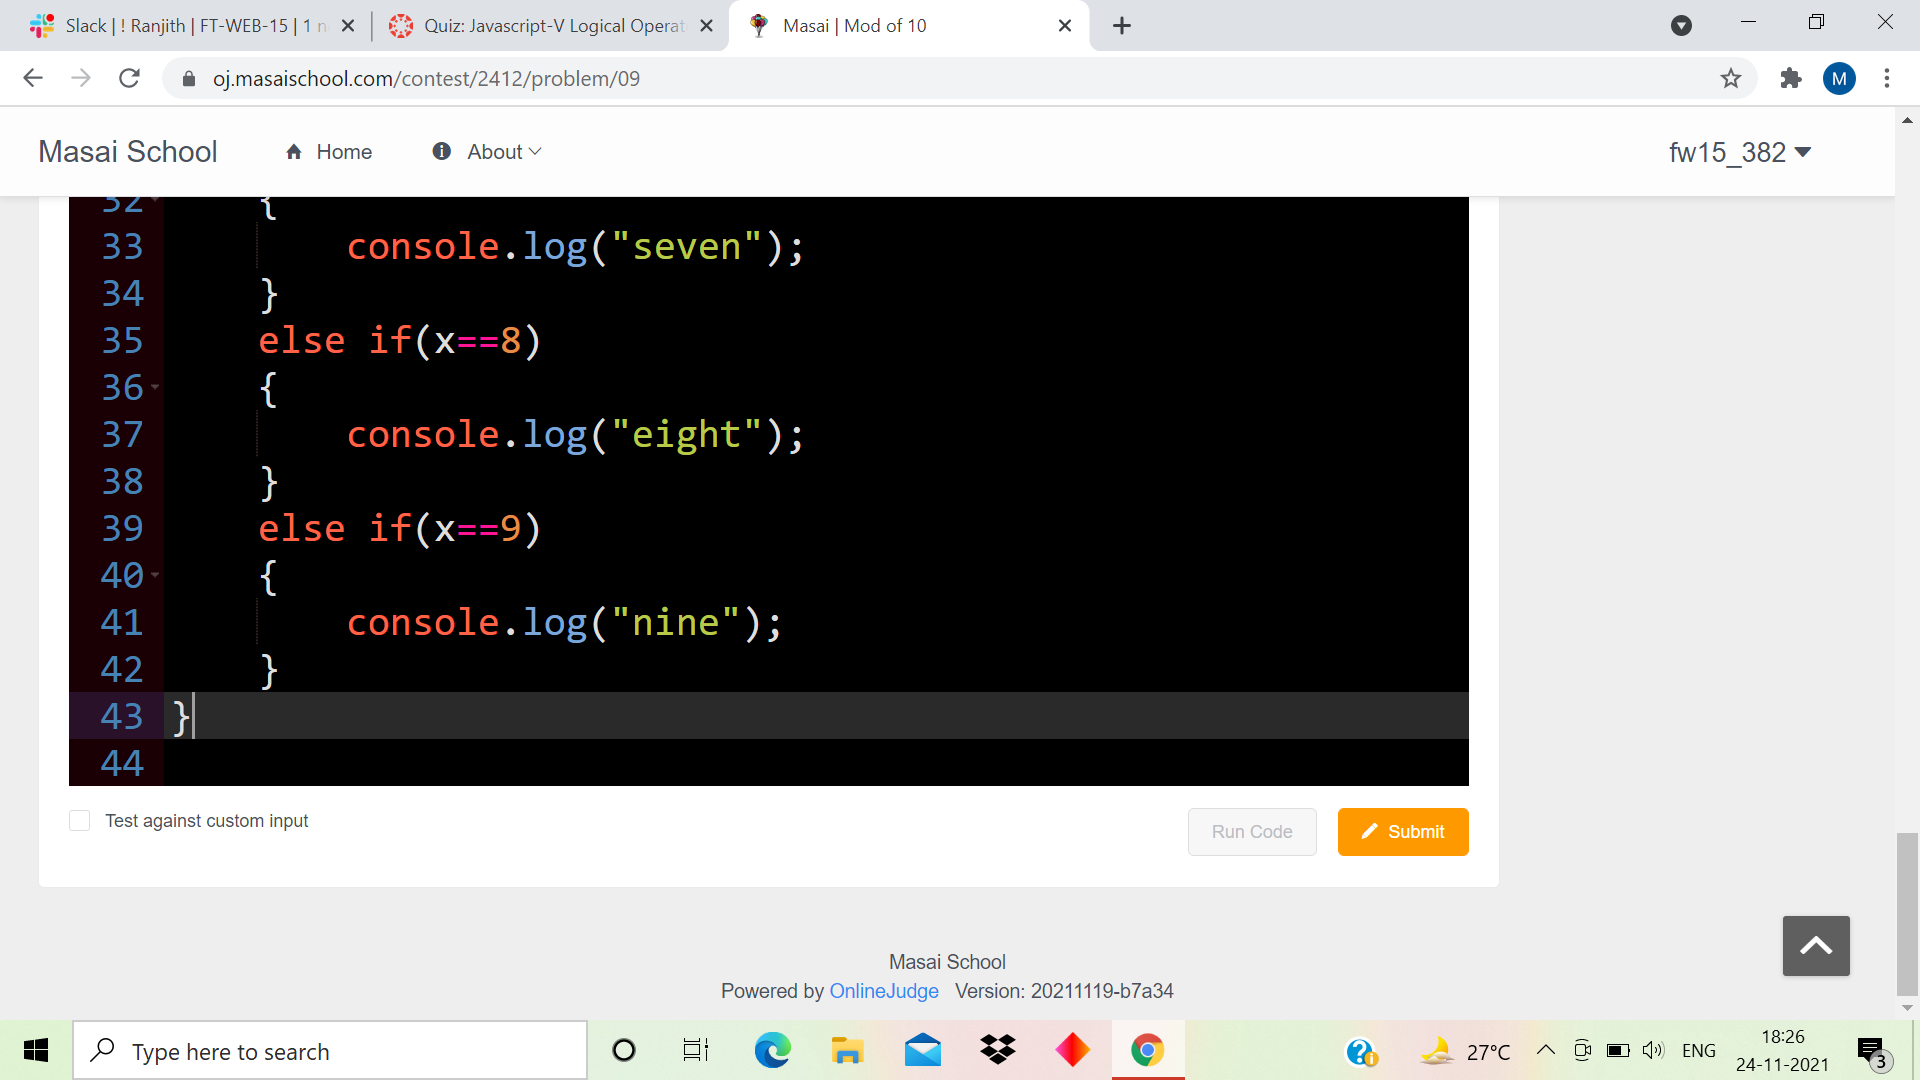 Slack | ! Ranjith | FT-WEB-15 | 1 n
Quiz: Javascript-V Logical Operat
Masai | Mod of 10
oj.masaischool.com/contest/2412/problem/09
M
Masai School
Home
About
fw15_382
32 {
33 console.log("seven");
34 }
35 else if(x==8)
36 {
37 console.log("eight");
38 }
39 else if(x==9)
40 {
41 console.log("nine");
42 }
43 }
44
Test against custom input
Run Code
Submit
Masai School
Powered by OnlineJudge Version: 20211119-b7a34
Type here to search
27°C
ENG
18:26
24-11-2021
3